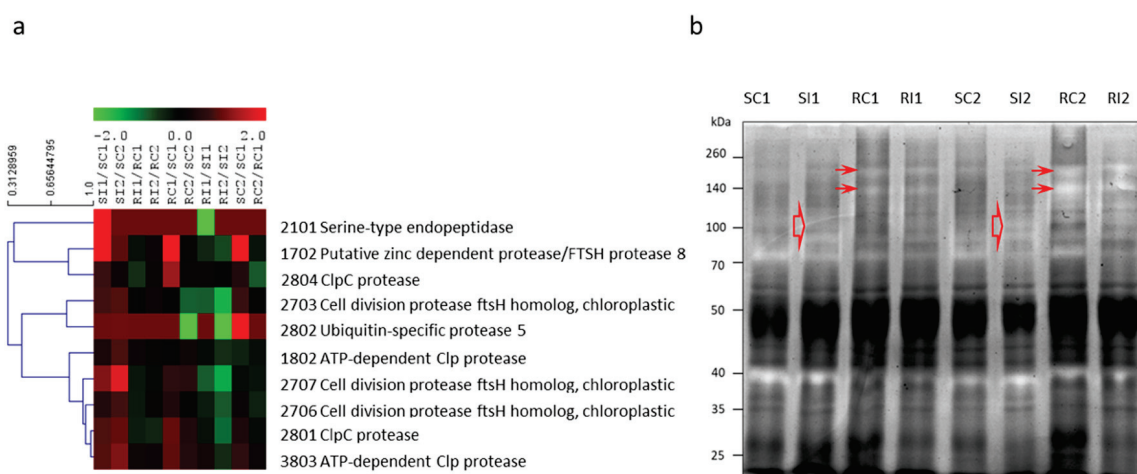 a
-2.0 0.0 2.0
0.3128959
0.65644795
1.0
SI1/SC1
SI2/SC2
RI1/RC1
RI2/RC2
RC1/SC1
RC2/SC2
RI1/SI1
RI2/SI2
SC2/SC1
RC2/RC1
2101 Serine-type endopeptidase
1702 Putative zinc dependent protease/FTSH protease 8
2804 ClpC protease
2703 Cell division protease ftsH homolog, chloroplastic
2802 Ubiquitin-specific protease 5
1802 ATP-dependent Clp protease
2707 Cell division protease ftsH homolog, chloroplastic
2706 Cell division protease ftsH homolog, chloroplastic
2801 ClpC protease
3803 ATP-dependent Clp protease
b
SC1 SI1 RC1 RI1 SC2 SI2 RC2 RI2
kDa
260
140
100
70
50
40
35
25